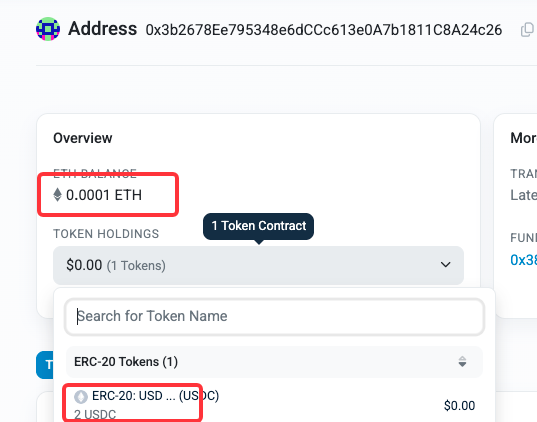 Address 0x3b2678Ee795348e6dCCc613e0A7b1811C8A24c26
Overview
Mor
ETH BALANCE
0.0001 ETH
TRAN
Late
1 Token Contract
TOKEN HOLDINGS
FUNI
$0.00 (1 Tokens)
0x38
Search for Token Name
T
ERC-20 Tokens (1)
ERC-20: USD ... (USDC)
2 USDC
$0.00